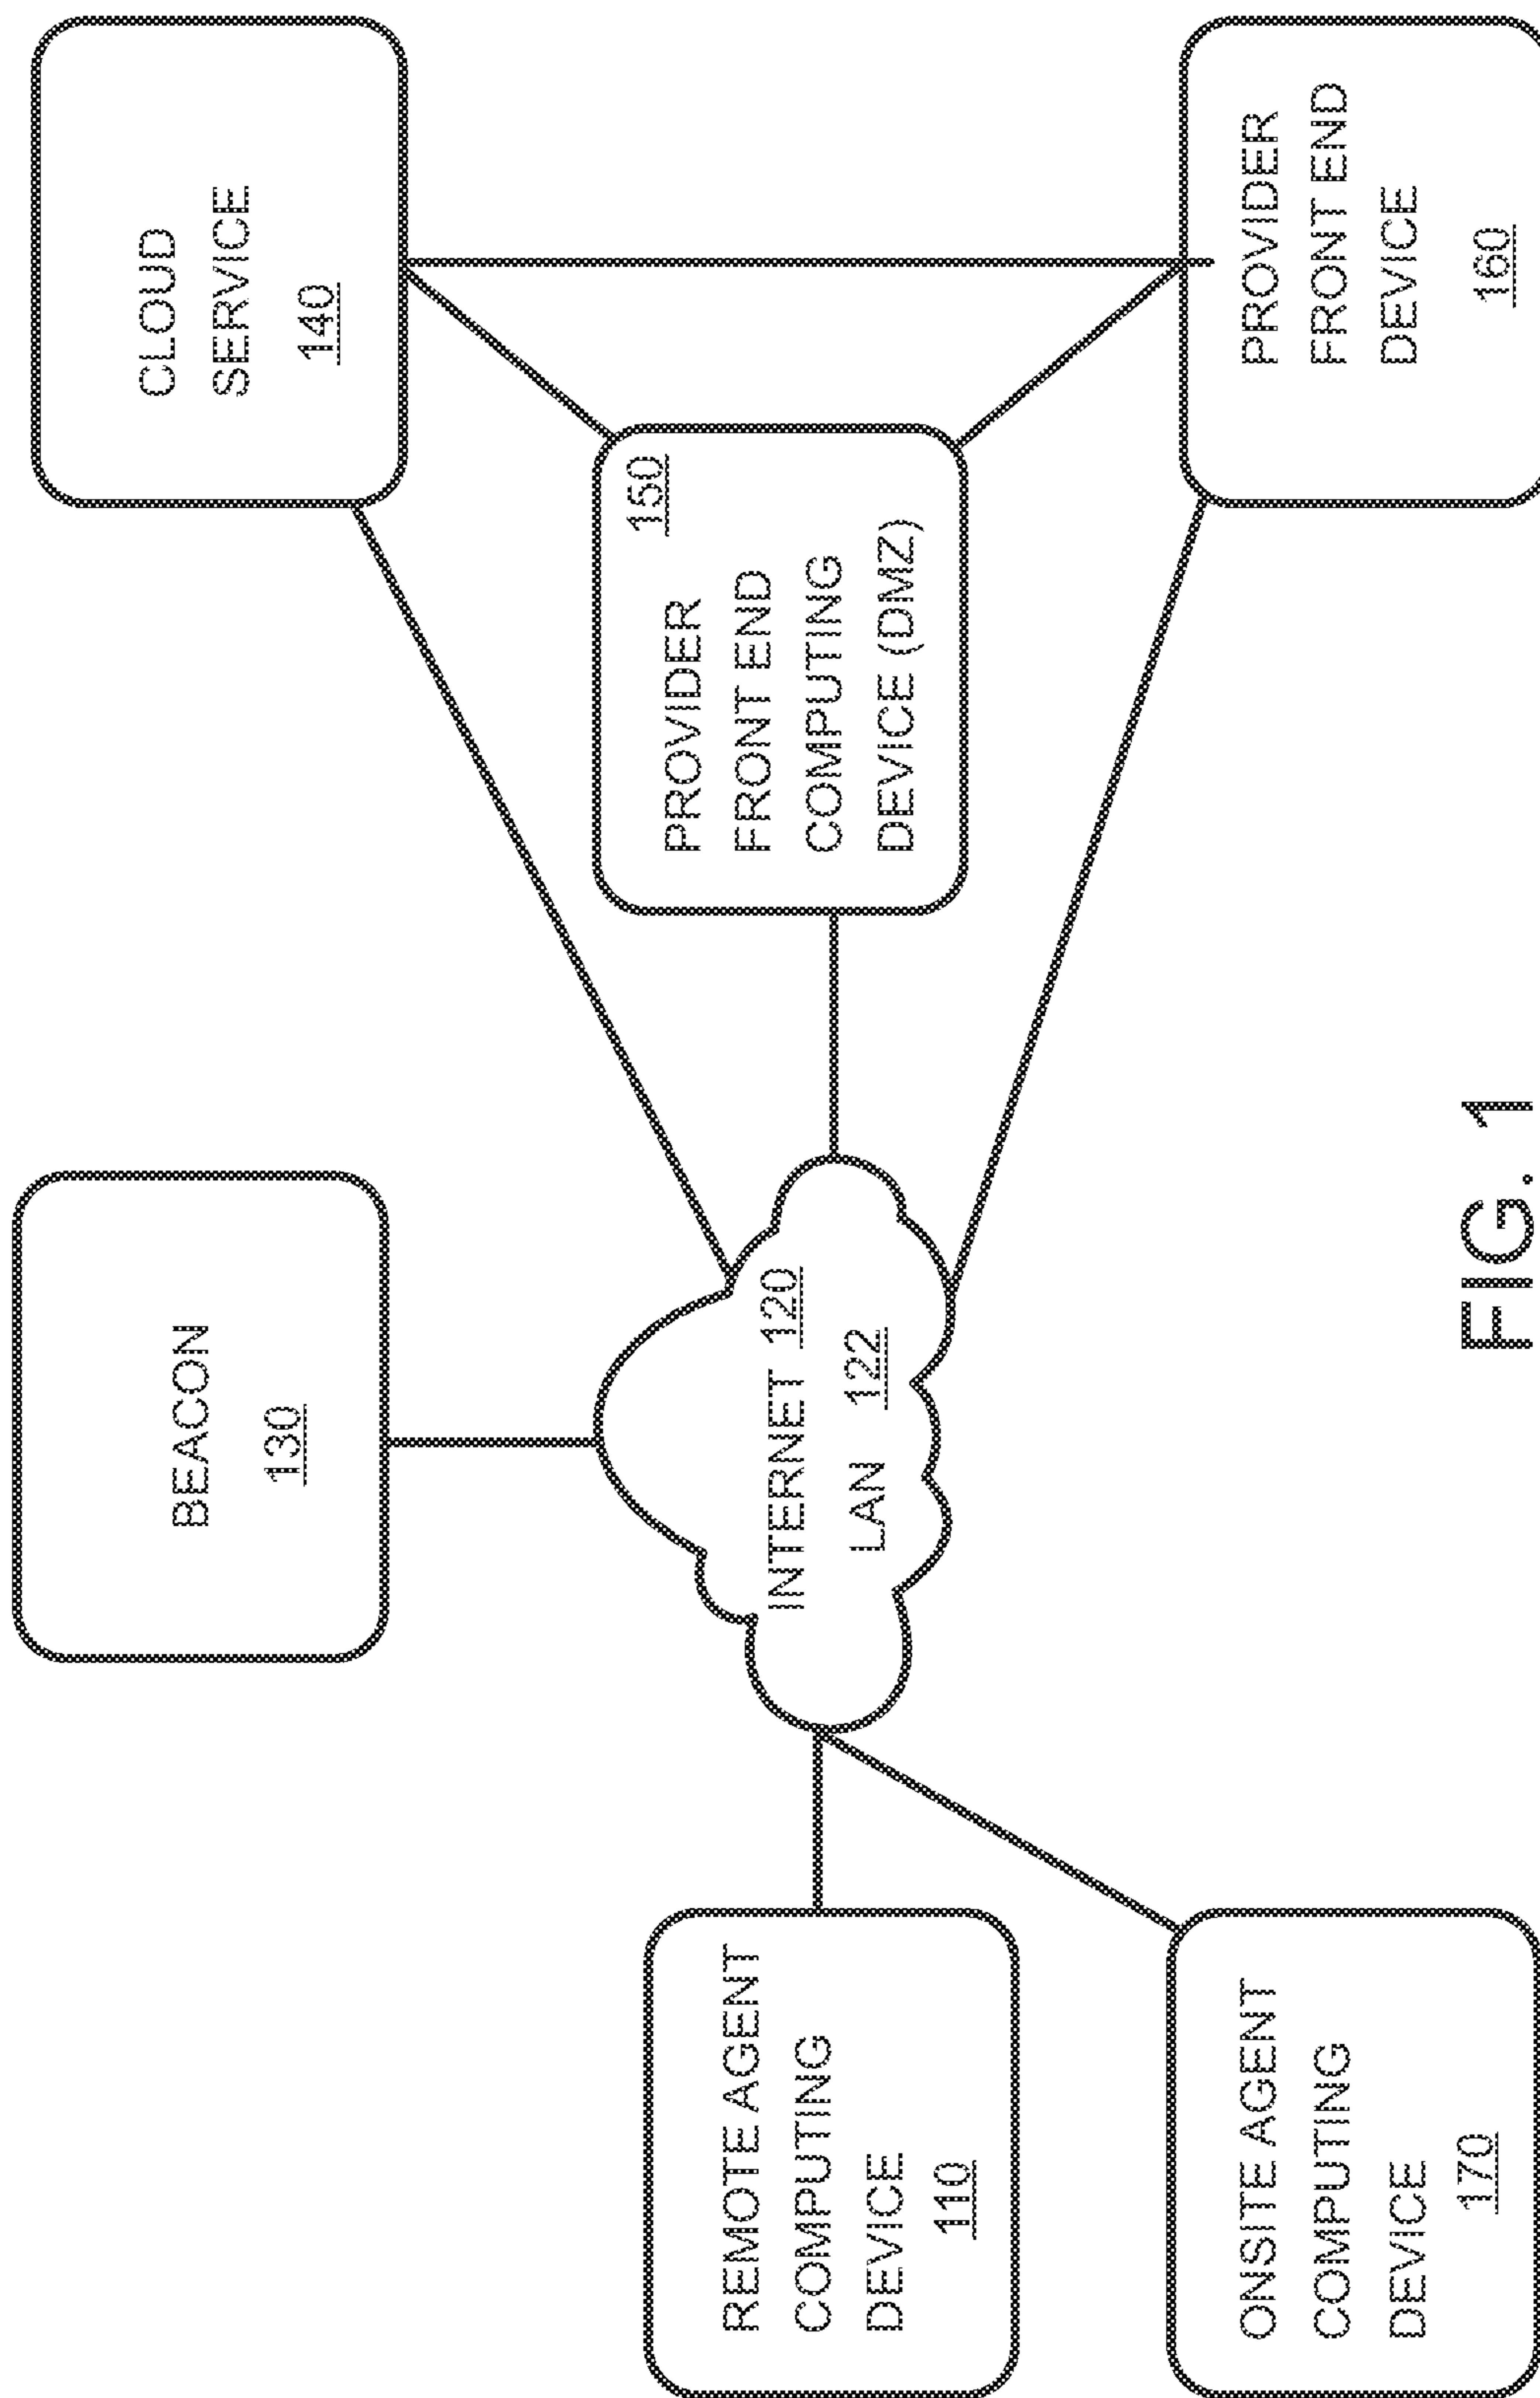 BEACON
130
CLOUD
SERVICE
140
150
PROVIDER
FRONT END
COMPUTING
DEVICE (DMZ)
INTERNET 120
LAN 122
REMOTE AGENT
COMPUTING
DEVICE
110
ONSITE AGENT
COMPUTING
DEVICE
170
PROVIDER
FRONT END
DEVICE
160
FIG. 1